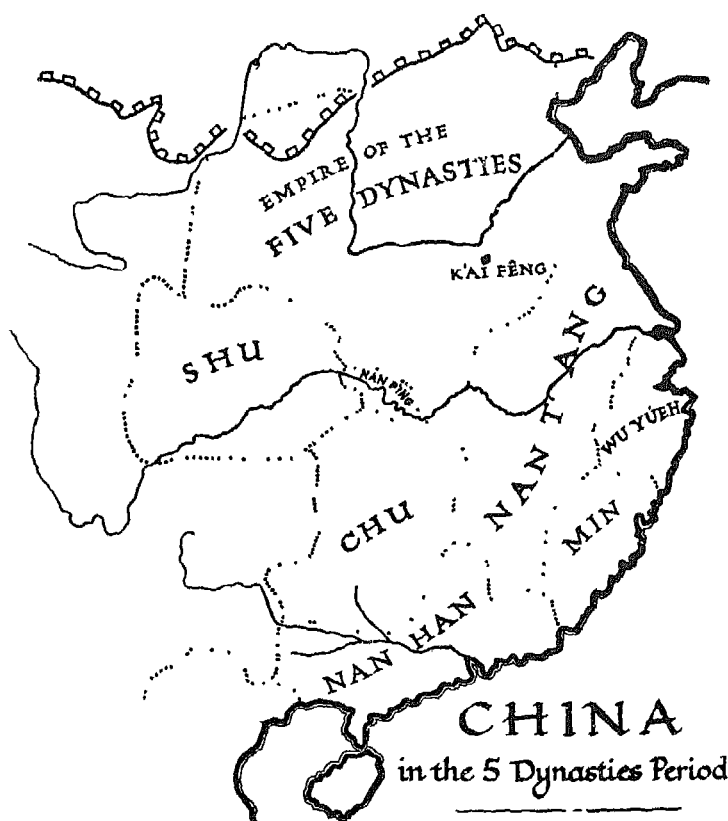 EMPIRE OF THE
FIVE DYNASTIES
K'AI FÊNG
SHU
NAN P'ING
NAN T'ANG
WU YÜEH
CHU
MIN
NAN HAN
CHINA
in the 5 Dynasties Period